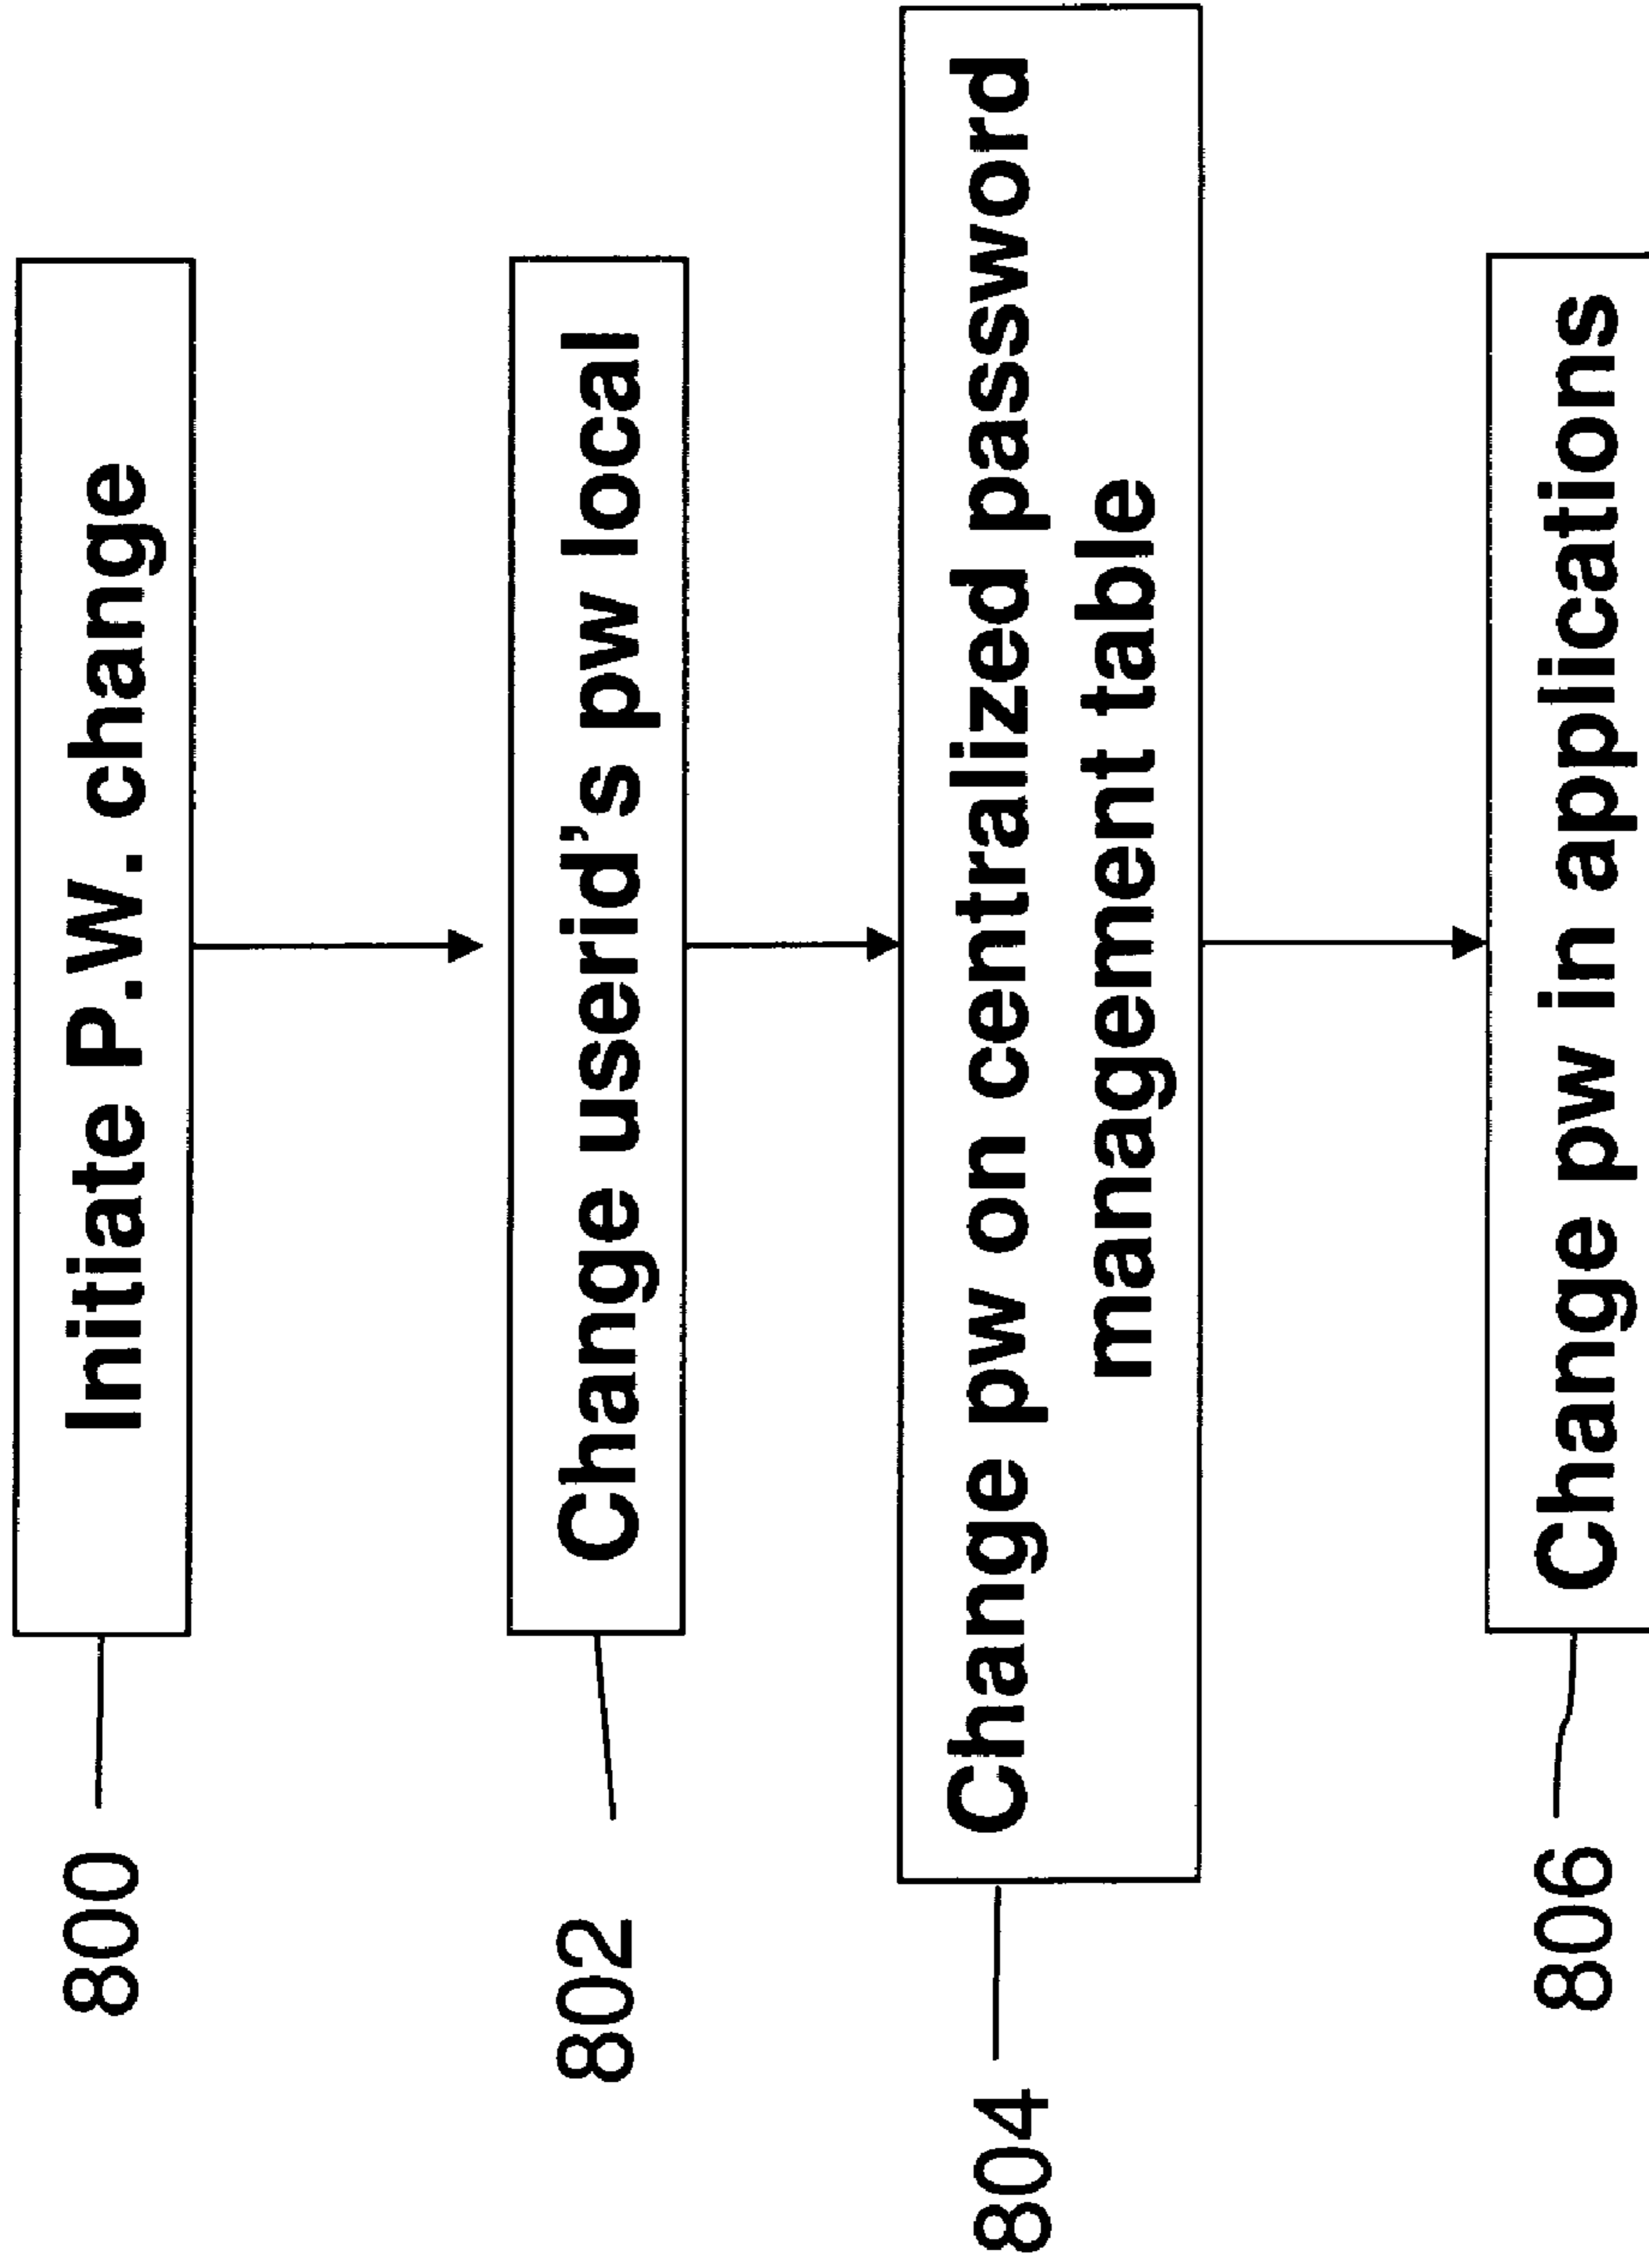 800
Initiate P.W. change
802
Change userid's pw local
804
Change pw on centralized password
management table
806
Change pw in applications